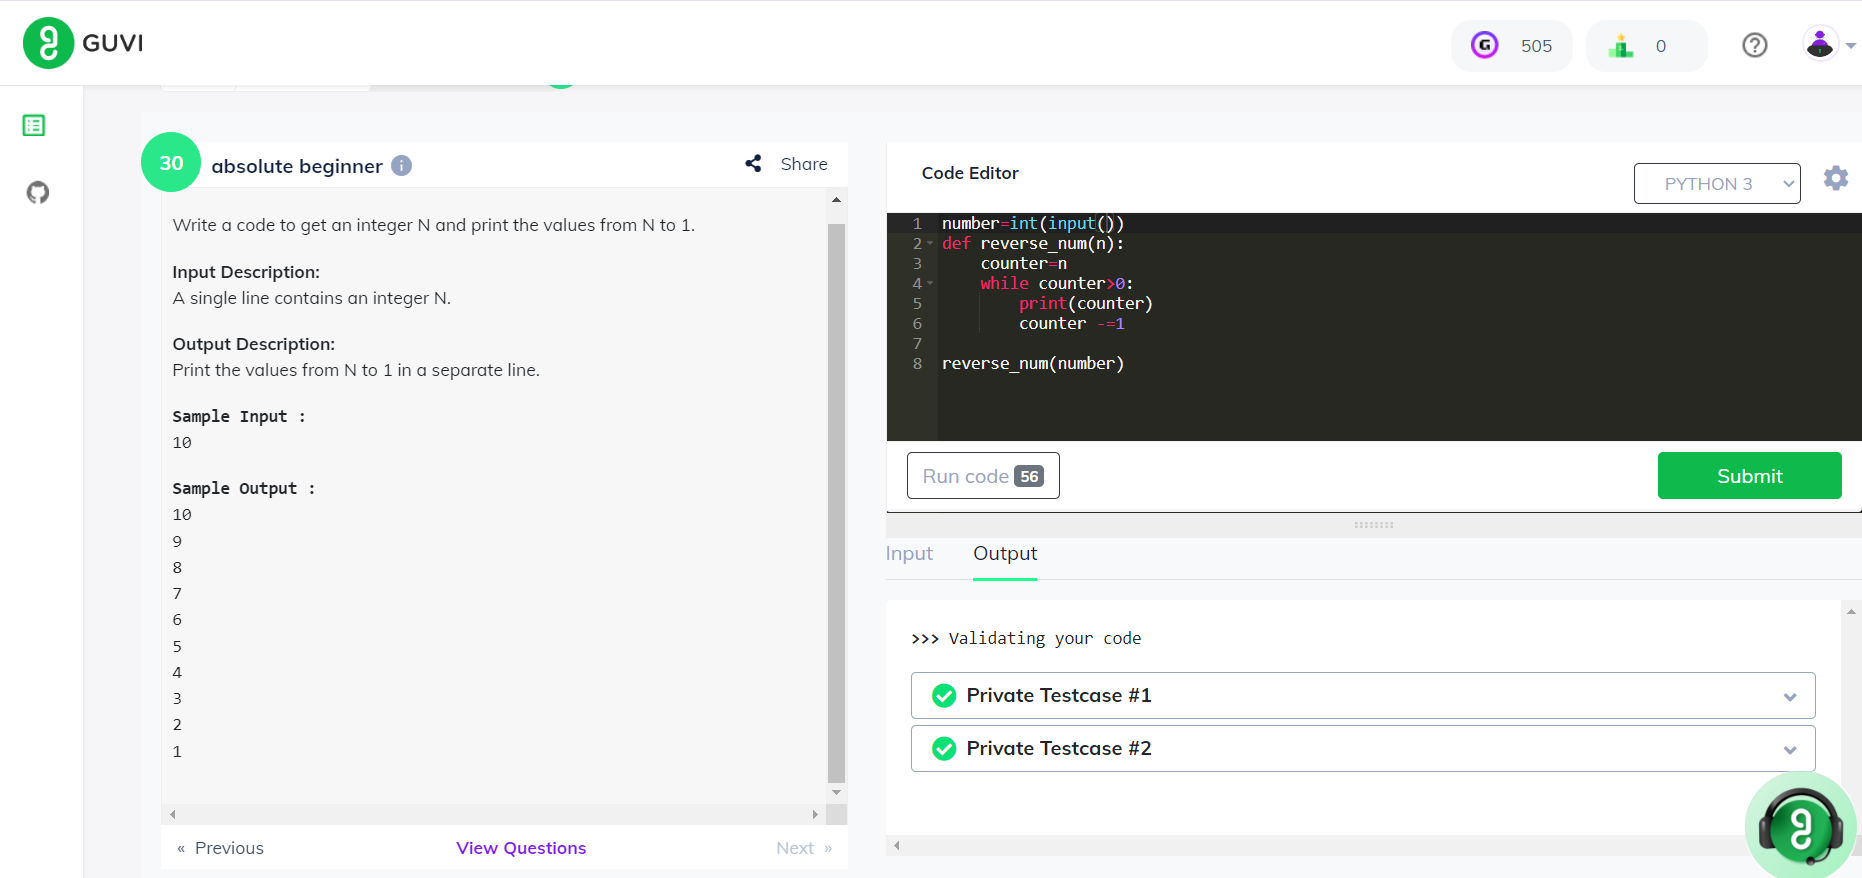 GUVI
505
0
30
absolute beginner
Share
Write a code to get an integer N and print the values from N to 1.
Input Description:
A single line contains an integer N.
Output Description:
Print the values from N to 1 in a separate line.
Sample Input :
10
Sample Output :
10
9
8
7
6
5
4
3
2
1
« Previous
View Questions
Next »
Code Editor
PYTHON 3
1 number=int(input())
2 def reverse_num(n):
3     counter=n
4     while counter>0:
5         print(counter)
6         counter -=1
7
8 reverse_num(number)
Run code 56
Submit
Input
Output
>>> Validating your code
Private Testcase #1
Private Testcase #2